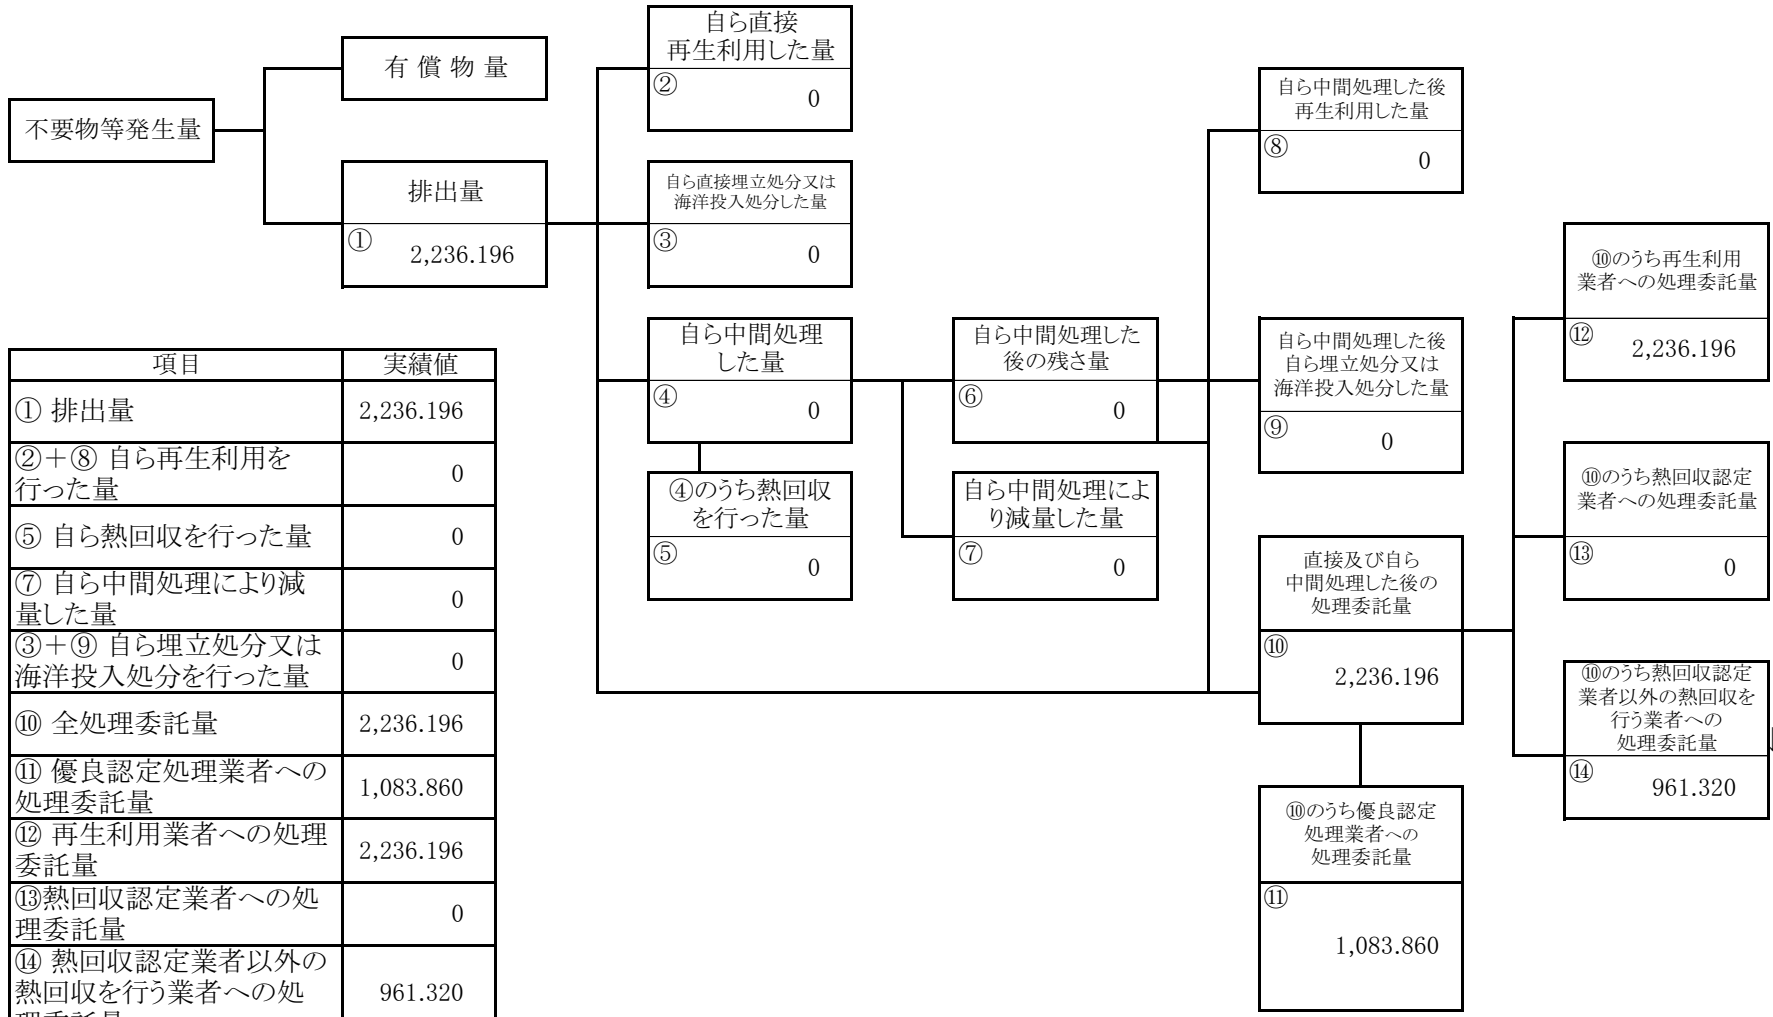 自ら直接
再生利用した量
②
0
有 償 物 量
不要物等発生量
排出量
①
2,236.196
自ら直接埋立処分又は
海洋投入処分した量
③
0
自ら中間処理した後
再生利用した量
⑧
0
自ら中間処理
した量
④
0
自ら中間処理した
後の残さ量
⑥
0
自ら中間処理した後
自ら埋立処分又は
海洋投入処分した量
⑨
0
④のうち熱回収
を行った量
⑤
0
自ら中間処理によ
り減量した量
⑦
0
直接及び自ら
中間処理した後の
処理委託量
⑩
2,236.196
⑩のうち優良認定
処理業者への
処理委託量
⑪
1,083.860
⑩のうち再生利用
業者への処理委託量
⑫
2,236.196
⑩のうち熱回収認定
業者への処理委託量
⑬
0
⑩のうち熱回収認定
業者以外の熱回収を
行う業者への
処理委託量
⑭
961.320
項目 実績値
① 排出量 2,236.196
②＋⑧ 自ら再生利用を
行った量 0
⑤ 自ら熱回収を行った量 0
⑦ 自ら中間処理により減
量した量 0
③＋⑨ 自ら埋立処分又は
海洋投入処分を行った量 0
⑩ 全処理委託量 2,236.196
⑪ 優良認定処理業者への
処理委託量 1,083.860
⑫ 再生利用業者への処理
委託量 2,236.196
⑬熱回収認定業者への処
理委託量 0
⑭ 熱回収認定業者以外の
熱回収を行う業者への処 961.320
理委託量